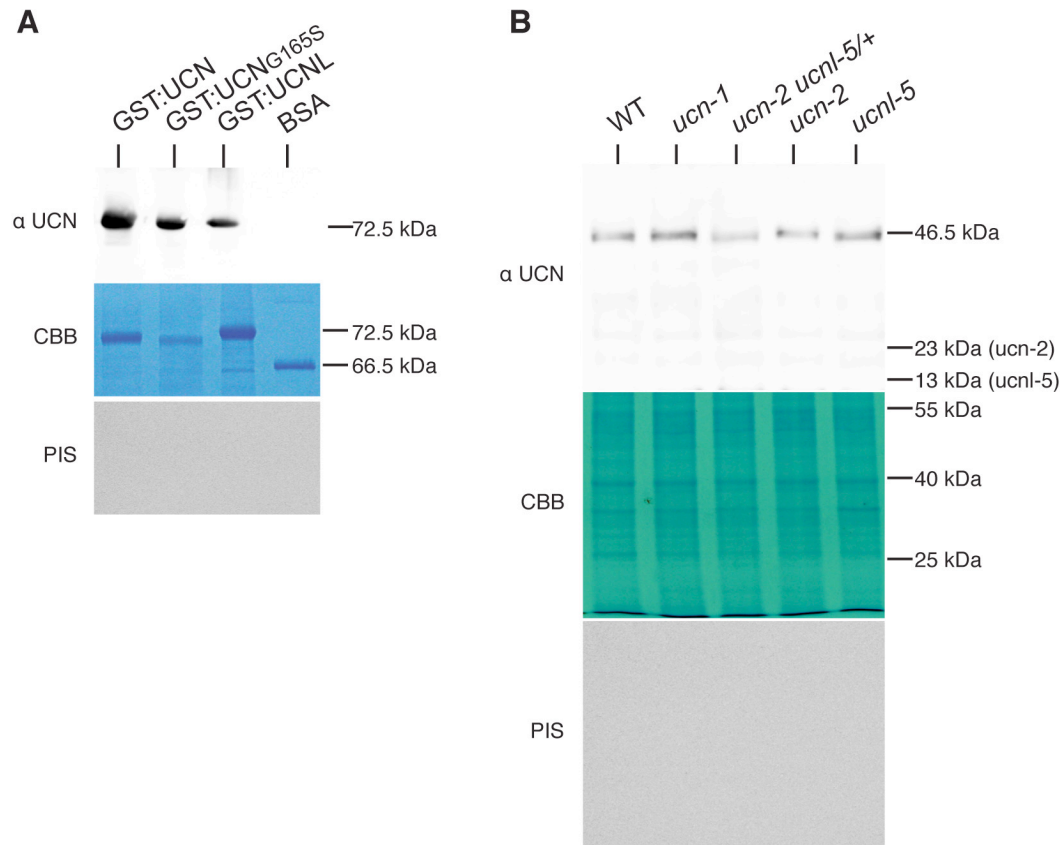 A
GST:UCN
GST:UCNG165S
GST:UCNL
BSA
α UCN
72.5 kDa
CBB
72.5 kDa
66.5 kDa
PIS
B
WT
ucn-1
ucn-2 ucnl-5/+
ucn-2
ucnl-5
α UCN
46.5 kDa
23 kDa (ucn-2)
13 kDa (ucnl-5)
CBB
55 kDa
40 kDa
25 kDa
PIS